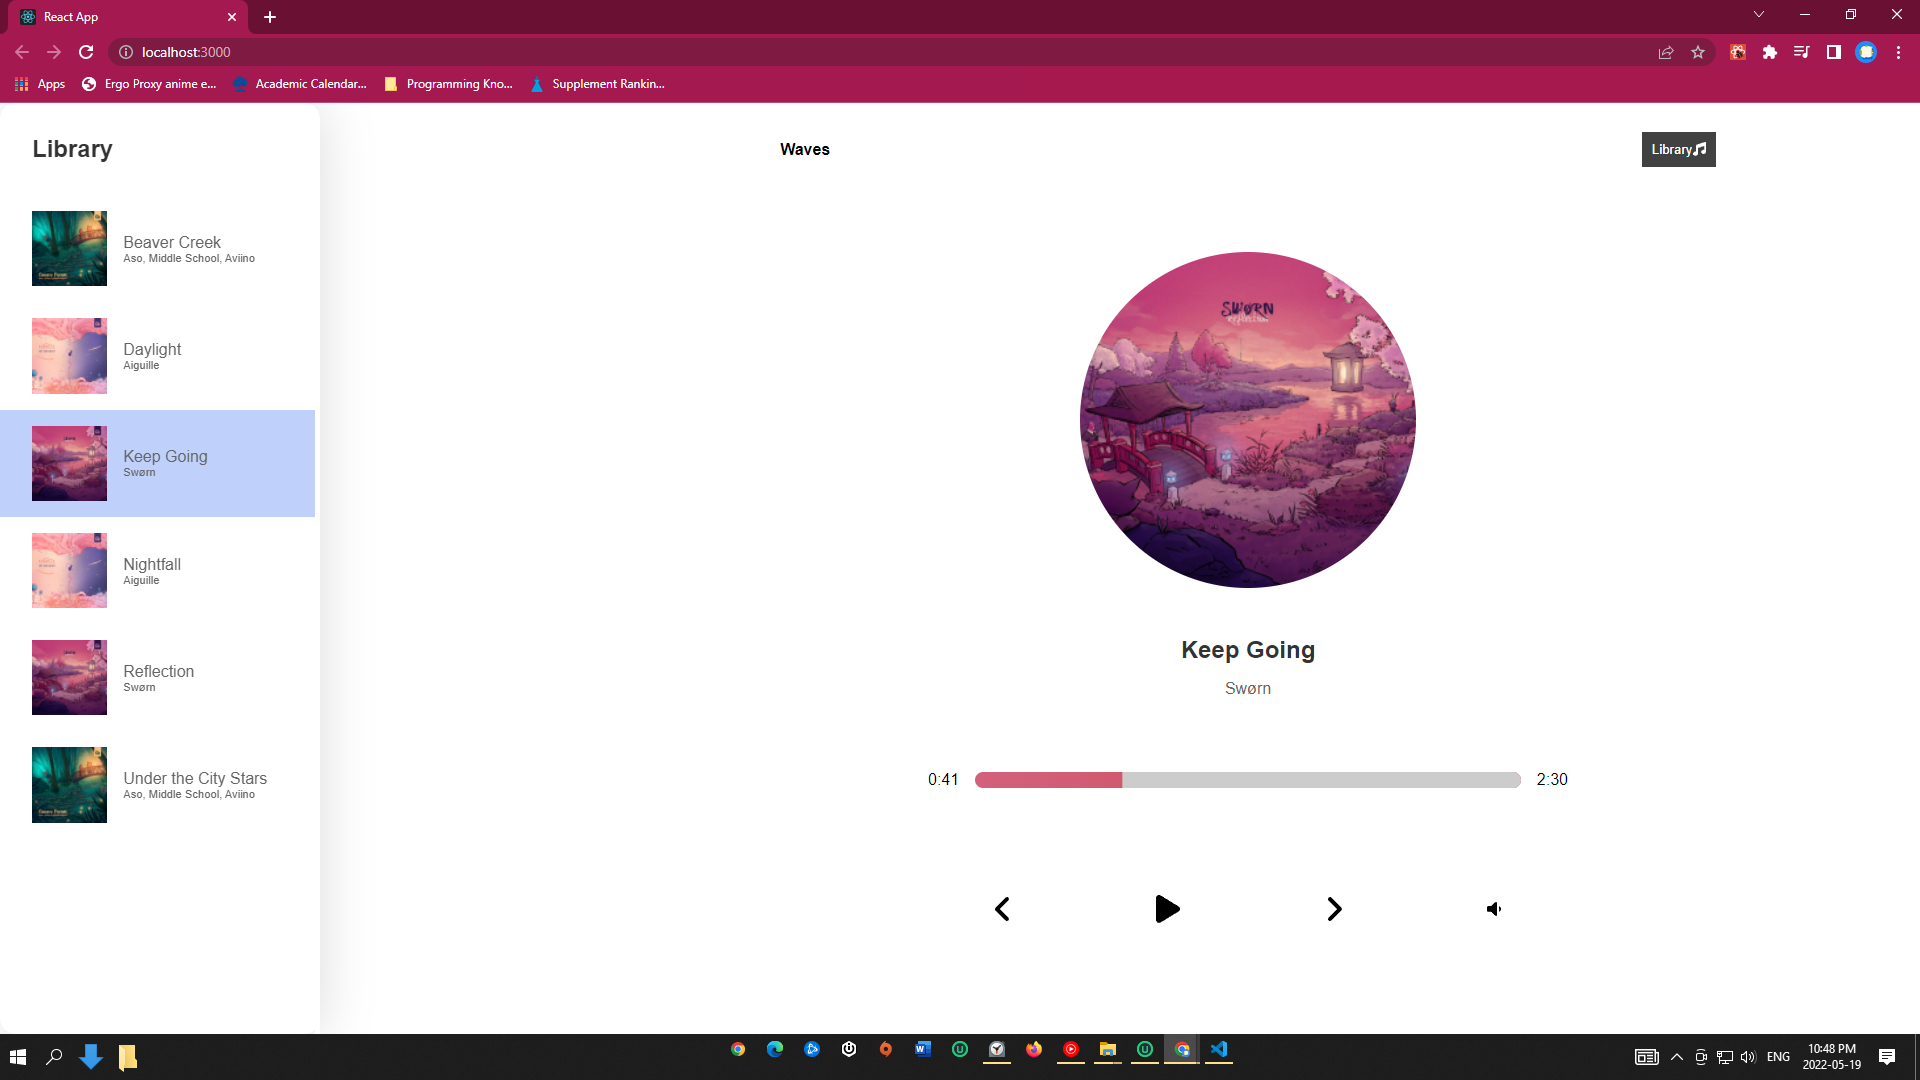 React App
localhost:3000
Apps
Ergo Proxy anime e...
Academic Calendar...
Programming Kno...
Supplement Rankin...
Library
Waves
Library
Beaver Creek
Aso, Middle School, Aviino
Daylight
Aiguille
Keep Going
Swørn
Nightfall
Aiguille
Reflection
Swørn
Under the City Stars
Aso, Middle School, Aviino
SWØRN
reflection
Keep Going
Swørn
0:41
2:30
ENG
10:48 PM
2022-05-19